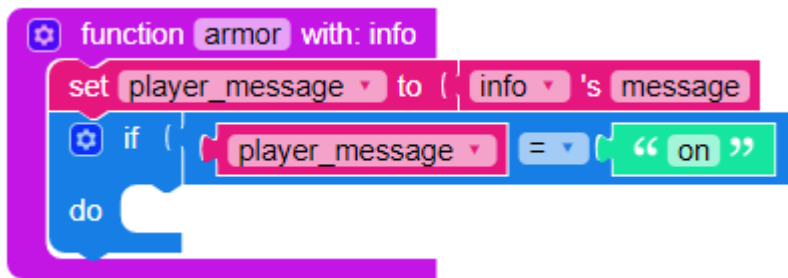 function armor with: info
set player_message to ( info 's message
if ( player_message = ( “ on ”
do